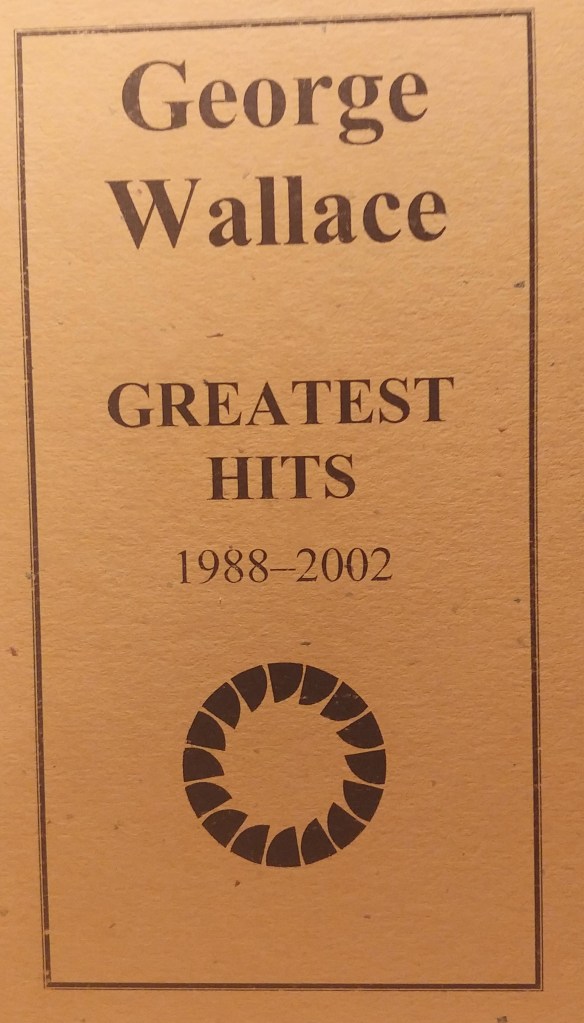 George
Wallace
GREATEST
HITS
1988–2002